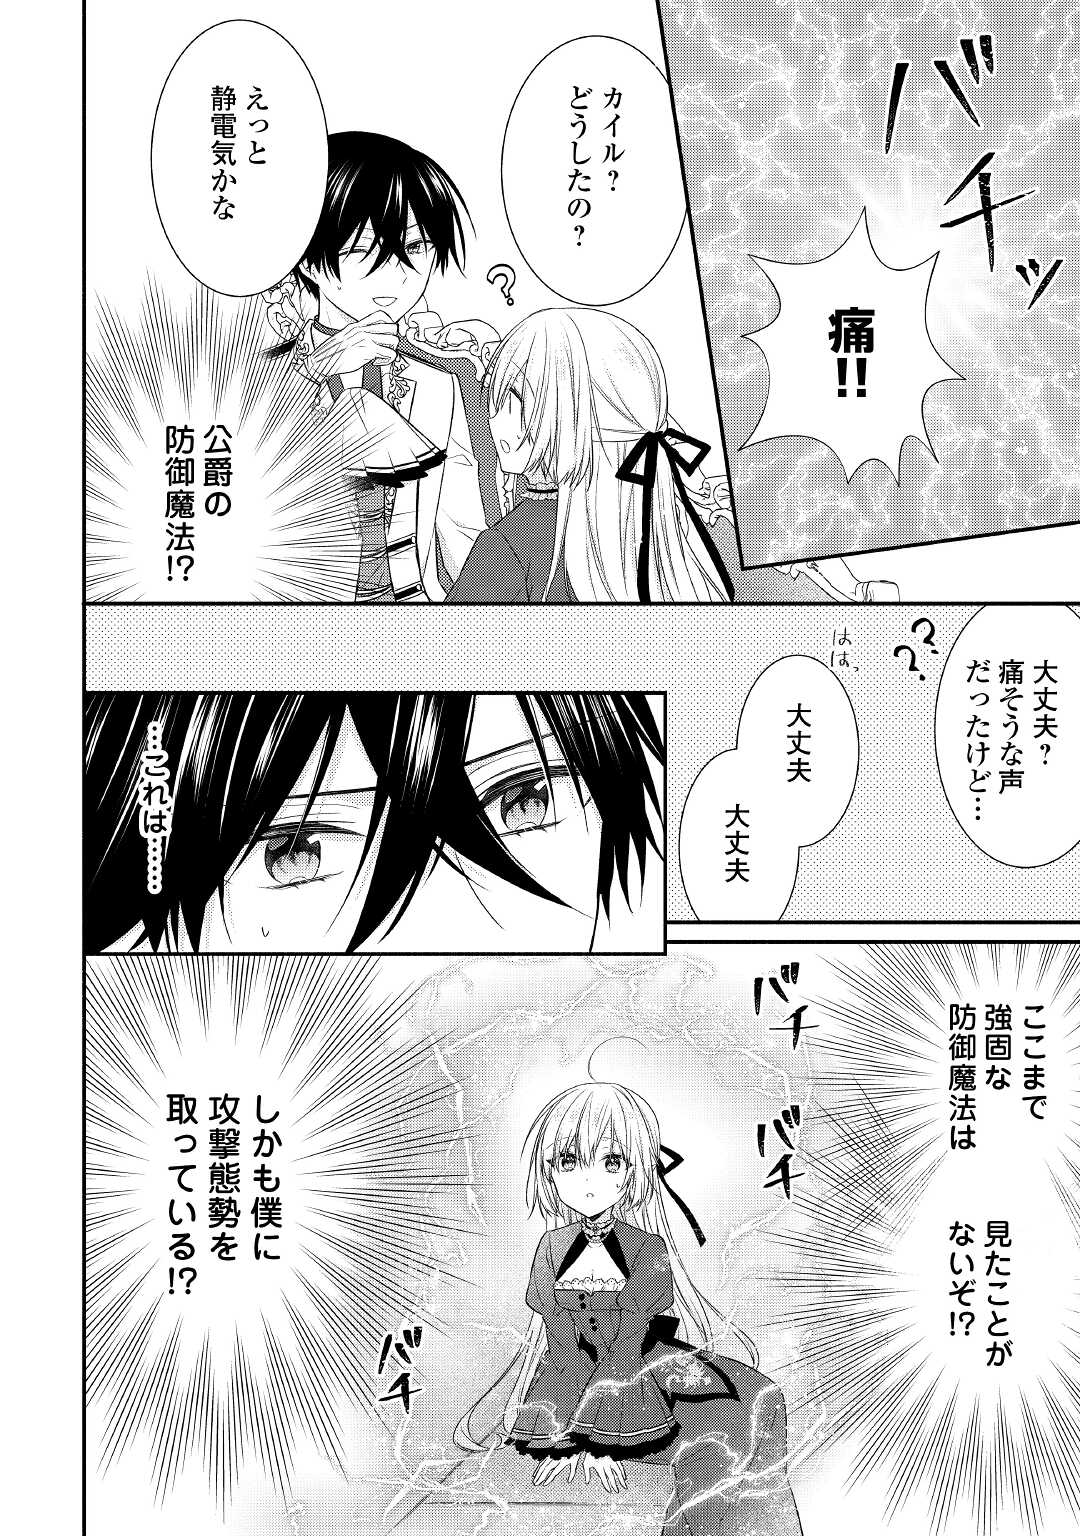 バチッ
痛!!
カイル?
どうしたの?
えっと
静電気かな
公爵の
防御魔法!?
大丈夫?
痛そうな声
だったけど…
はは
はっ
大丈夫
大丈夫
…これは……
ここまで
強固な
防御魔法は
見たことが
ないぞ!?
バチ
バチ
しかも僕に
攻撃態勢を
取っている!?
バチ